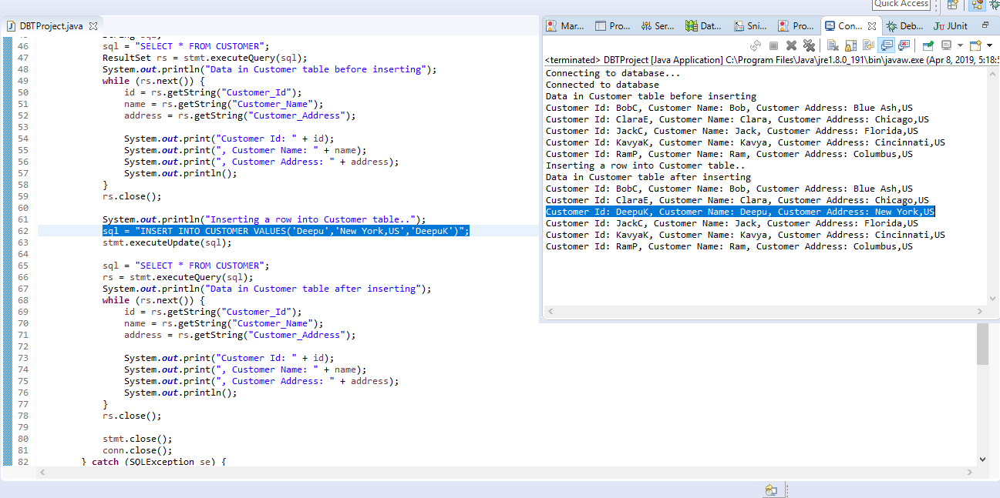 Quick Access
DBTProject.java
46 sql = "SELECT * FROM CUSTOMER";
47 ResultSet rs = stmt.executeQuery(sql);
48 System.out.println("Data in Customer table before inserting");
49 while (rs.next()) {
50 id = rs.getString("Customer_Id");
51 name = rs.getString("Customer_Name");
52 address = rs.getString("Customer_Address");
53
54 System.out.print("Customer Id: " + id);
55 System.out.print(", Customer Name: " + name);
56 System.out.print(", Customer Address: " + address);
57 System.out.println();
58 }
59 rs.close();
60
61 System.out.println("Inserting a row into Customer table..");
62 sql = "INSERT INTO CUSTOMER VALUES('Deepu','New York,US','DeepuK')";
63 stmt.executeUpdate(sql);
64
65 sql = "SELECT * FROM CUSTOMER";
66 rs = stmt.executeQuery(sql);
67 System.out.println("Data in Customer table after inserting");
68 while (rs.next()) {
69 id = rs.getString("Customer_Id");
70 name = rs.getString("Customer_Name");
71 address = rs.getString("Customer_Address");
72
73 System.out.print("Customer Id: " + id);
74 System.out.print(", Customer Name: " + name);
75 System.out.print(", Customer Address: " + address);
76 System.out.println();
77 }
78 rs.close();
79
80 stmt.close();
81 conn.close();
82 } catch (SQLException se) {
Mar... Pro... Ser... Dat... Sni... Pro... Con... Deb... JUnit
<terminated> DBTProject [Java Application] C:\Program Files\Java\jre1.8.0_191\bin\javaw.exe (Apr 8, 2019, 5:18:5
Connecting to database...
Connected to database
Data in Customer table before inserting
Customer Id: BobC, Customer Name: Bob, Customer Address: Blue Ash,US
Customer Id: ClaraE, Customer Name: Clara, Customer Address: Chicago,US
Customer Id: JackC, Customer Name: Jack, Customer Address: Florida,US
Customer Id: KavyaK, Customer Name: Kavya, Customer Address: Cincinnati,US
Customer Id: RamP, Customer Name: Ram, Customer Address: Columbus,US
Inserting a row into Customer table..
Data in Customer table after inserting
Customer Id: BobC, Customer Name: Bob, Customer Address: Blue Ash,US
Customer Id: ClaraE, Customer Name: Clara, Customer Address: Chicago,US
Customer Id: DeepuK, Customer Name: Deepu, Customer Address: New York,US
Customer Id: JackC, Customer Name: Jack, Customer Address: Florida,US
Customer Id: KavyaK, Customer Name: Kavya, Customer Address: Cincinnati,US
Customer Id: RamP, Customer Name: Ram, Customer Address: Columbus,US